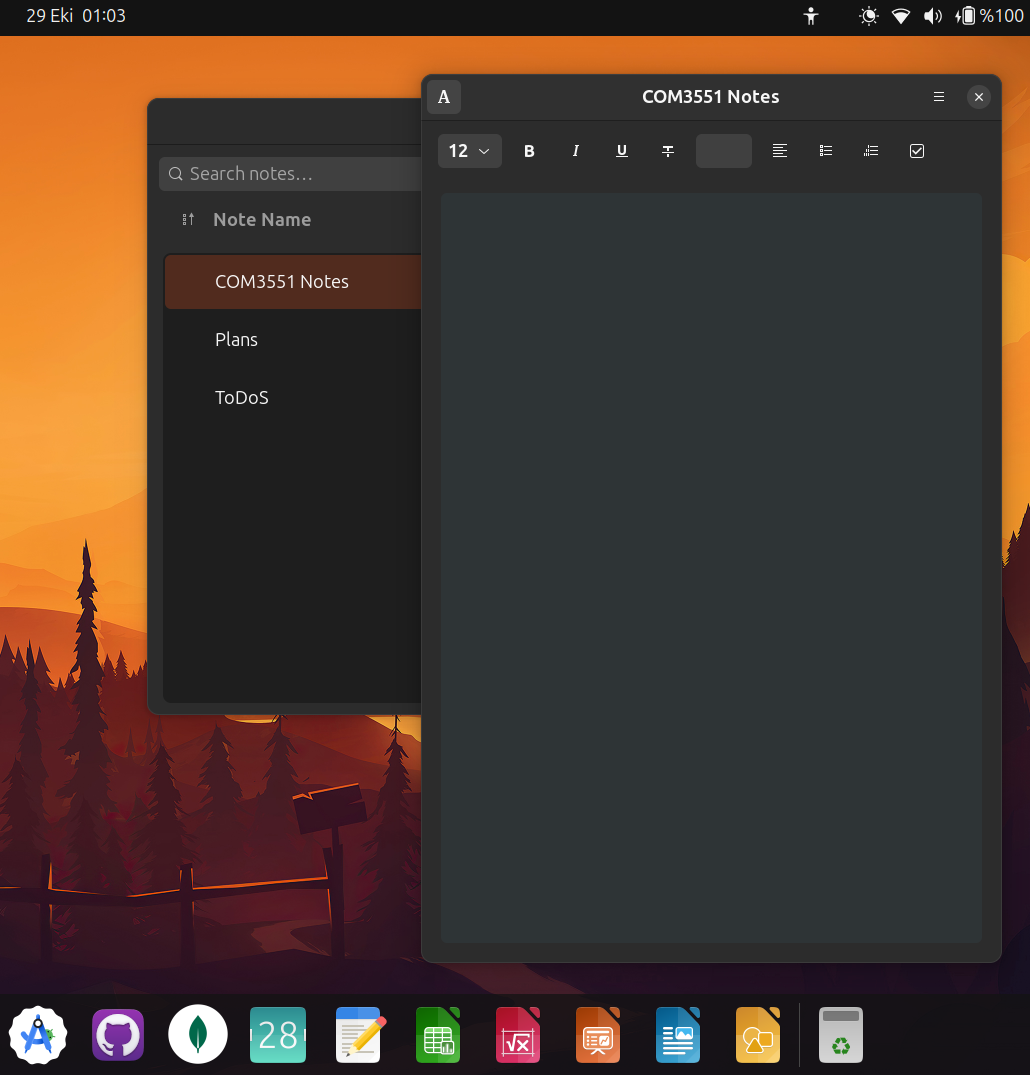 29 Eki 01:03
%100
A
COM3551 Notes
12
B
I
U
T
Search notes...
Note Name
COM3551 Notes
Plans
ToDoS
28
√x